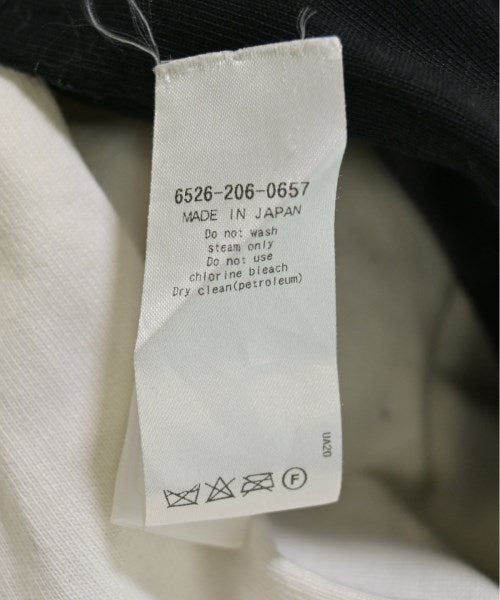 6526-206-0657
MADE IN JAPAN
Do not wash
steam only
Do not use
chlorine bleach
Dry clean(petroleum)
UA20
F